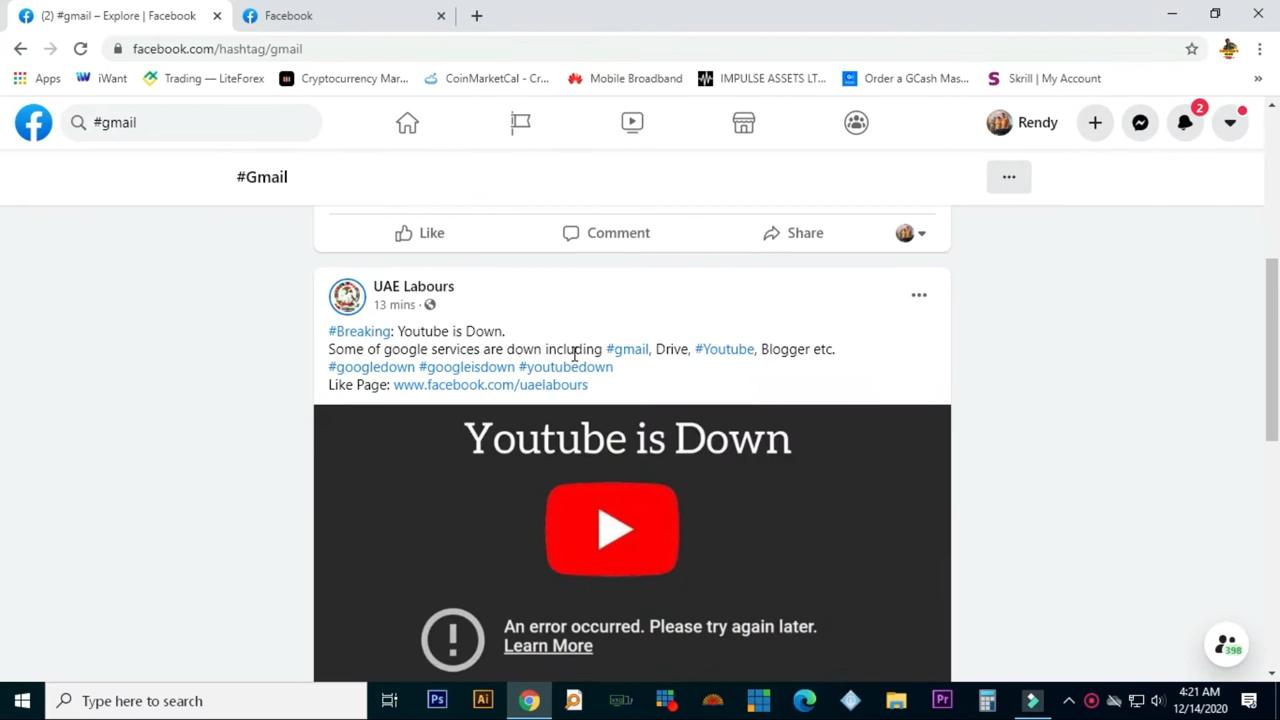 (2) #gmail – Explore | Facebook
Facebook
facebook.com/hashtag/gmail
Apps
iWant
Trading — LiteForex
Cryptocurrency Mar...
CoinMarketCal - Cr...
Mobile Broadband
IMPULSE ASSETS LT...
Order a GCash Mas...
Skrill | My Account
#gmail
Rendy
2
#Gmail
Like
Comment
Share
UAE Labours
13 mins ·
#Breaking: Youtube is Down.
Some of google services are down including #gmail, Drive, #Youtube, Blogger etc.
#googledown #googleisdown #youtubedown
Like Page: www.facebook.com/uaelabours
Youtube is Down
An error occurred. Please try again later.
Learn More
398
Type here to search
Ps
Ai
Pr
4:21 AM
12/14/2020